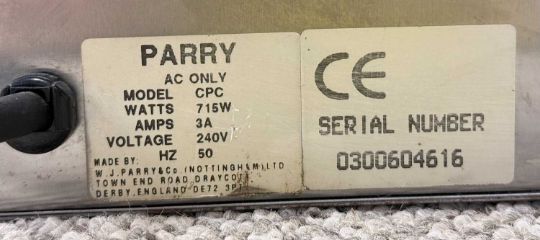 PARRY
AC ONLY
MODEL CPC
WATTS 715W
AMPS 3A
VOLTAGE 240V
HZ 50
MADE BY:
W.J.PARRY&Co.(NOTTINGHAM)LTD
TOWN END ROAD, DRAYCOTT
DERBY,ENGLAND DE72
CE
SERIAL NUMBER
0300604616